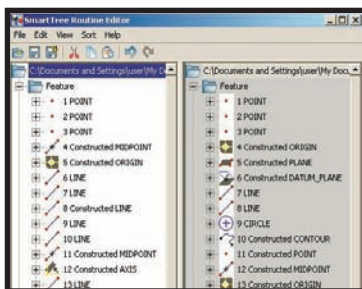 SmartTree Routine Editor
File Edit View Sort Help
C:\Documents and Settings\user\My Doc
Feature
1 POINT
2 POINT
3 POINT
4 Constructed MIDPOINT
5 Constructed ORIGIN
6 LINE
7 LINE
8 Constructed LINE
9 LINE
10 LINE
11 Constructed MIDPOINT
12 Constructed AXIS
13 LINE
C:\Documents and Settings\user\My Do
Feature
1 POINT
2 POINT
3 POINT
4 Constructed ORIGIN
5 Constructed PLANE
6 Constructed DATUM_PLANE
7 LINE
8 LINE
9 CIRCLE
10 Constructed CONTOUR
11 Constructed POINT
12 Constructed MIDPOINT
13 Constructed ORIGIN